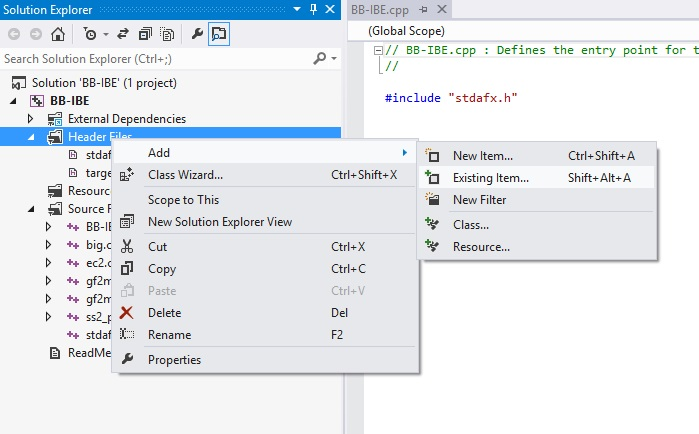 Solution Explorer
Search Solution Explorer (Ctrl+;)
Solution 'BB-IBE' (1 project)
BB-IBE
External Dependencies
Header Files
stdaf
targe
Resour
Source F
BB-IB
big.c
ec2.c
gf2m
gf2m
ss2_p
stdaf
ReadMe
Add
Class Wizard... Ctrl+Shift+X
Scope to This
New Solution Explorer View
Cut Ctrl+X
Copy Ctrl+C
Paste Ctrl+V
Delete Del
Rename F2
Properties
New Item... Ctrl+Shift+A
Existing Item... Shift+Alt+A
New Filter
Class...
Resource...
BB-IBE.cpp
(Global Scope)
// BB-IBE.cpp : Defines the entry point for t
//
#include "stdafx.h"